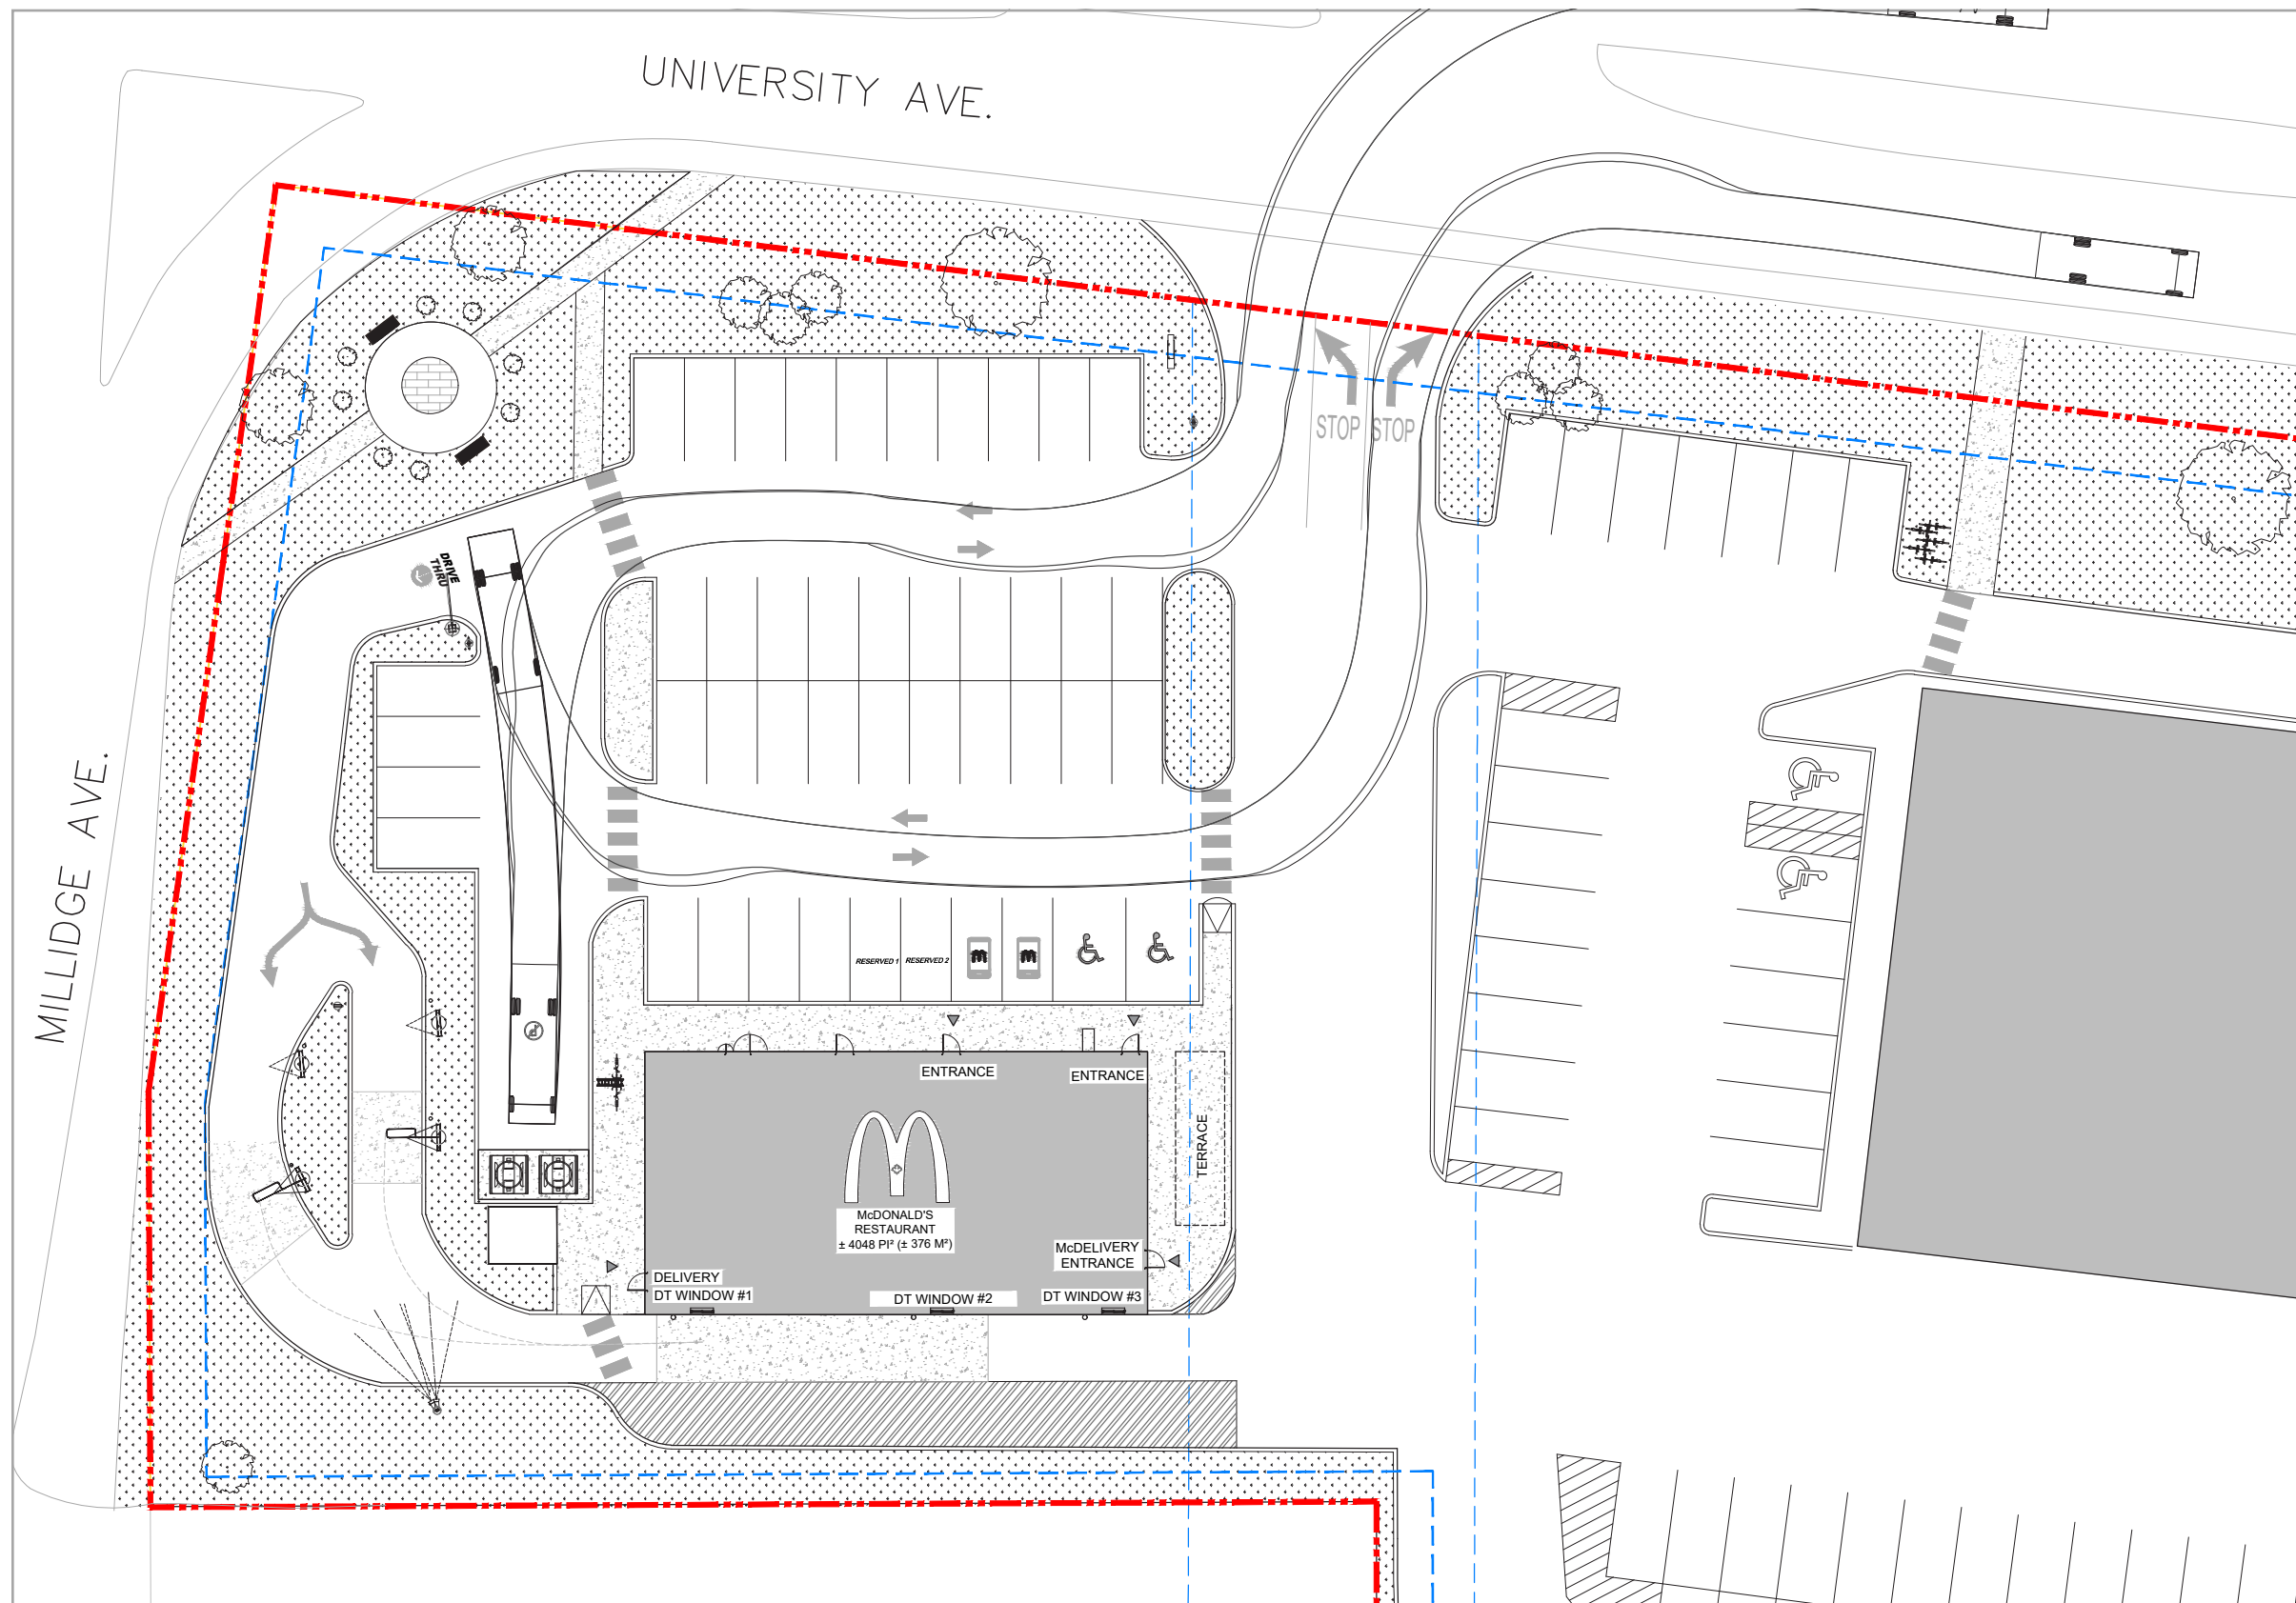 UNIVERSITY AVE.
STOP STOP
DRIVE
THRU
MILLIDGE AVE.
RESERVED 1 RESERVED 2
ENTRANCE
ENTRANCE
TERRACE
McDONALD'S
RESTAURANT
± 4048 PI² (± 376 M²)
McDELIVERY
ENTRANCE
DELIVERY
DT WINDOW #1
DT WINDOW #2
DT WINDOW #3